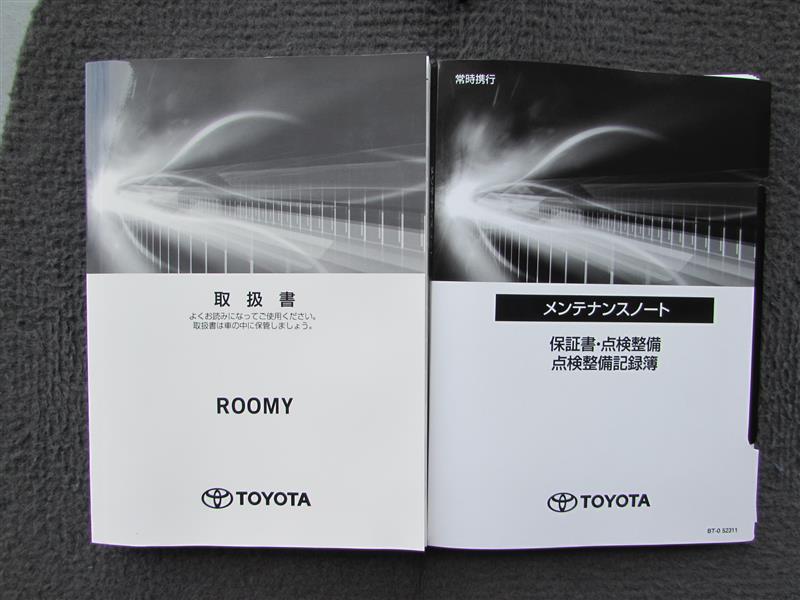 取扱書
よくお読みになってご使用ください。
取扱書は車の中に保管しましょう。
ROOMY
TOYOTA
常時携行
メンテナンスノート
保証書・点検整備
点検整備記録簿
TOYOTA
BT-0 52311